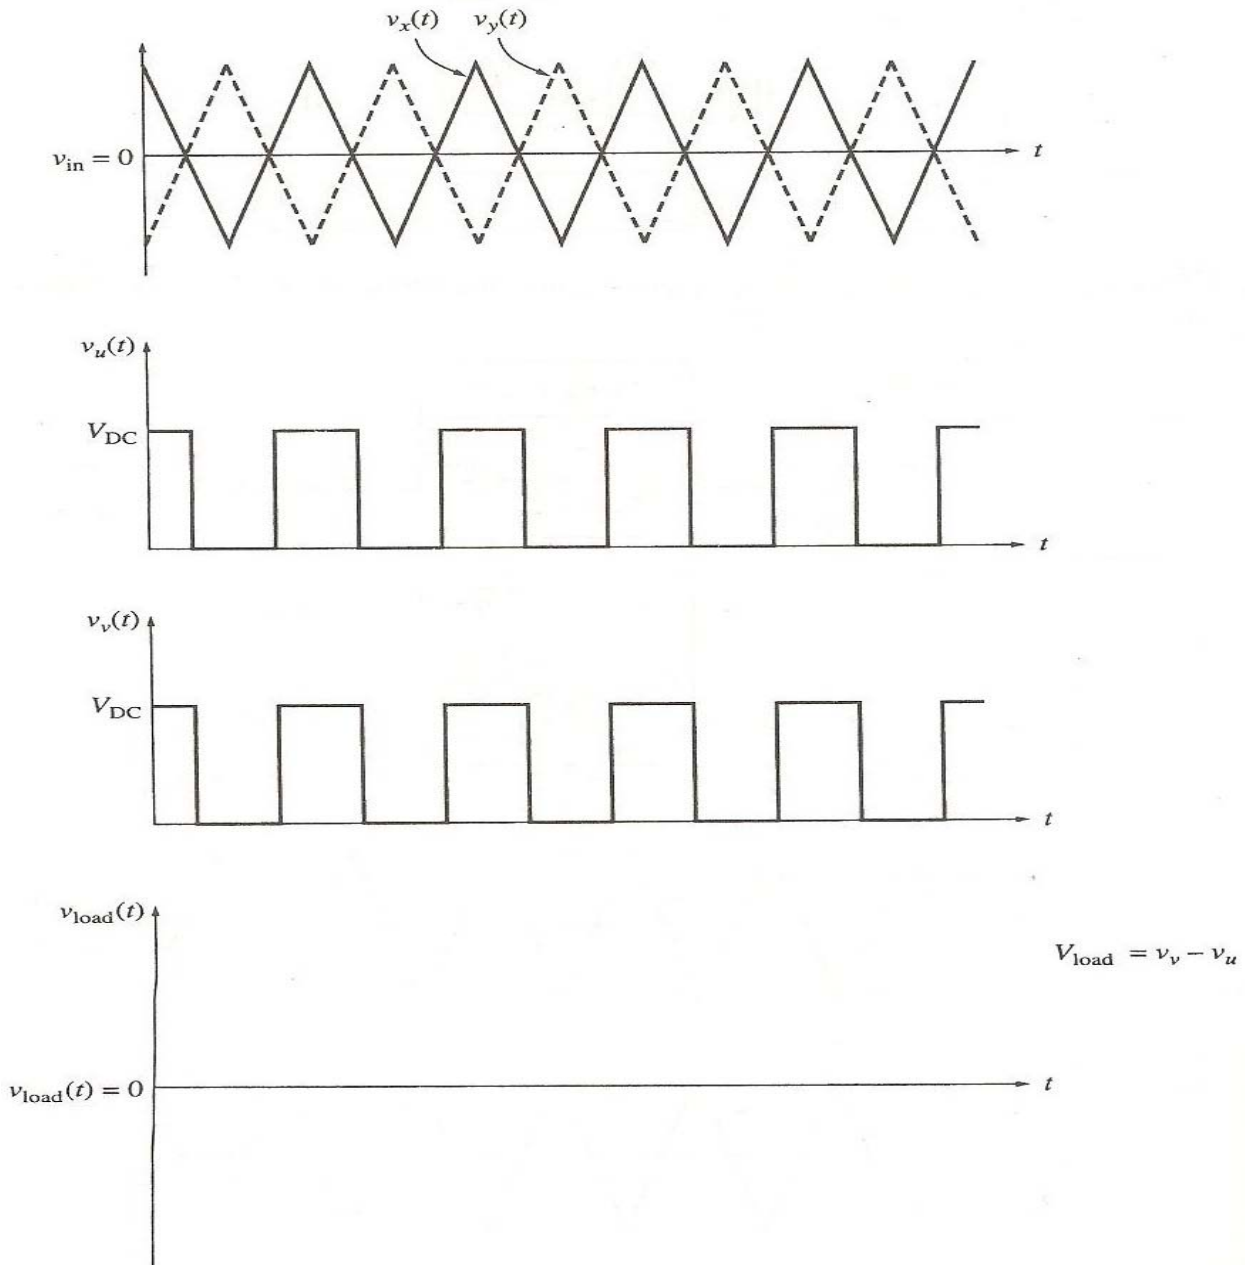 v_x(t) v_y(t)
v_in = 0
t
v_u(t)
V_DC
t
v_v(t)
V_DC
t
v_load(t)
V_load = v_v − v_u
v_load(t) = 0
t